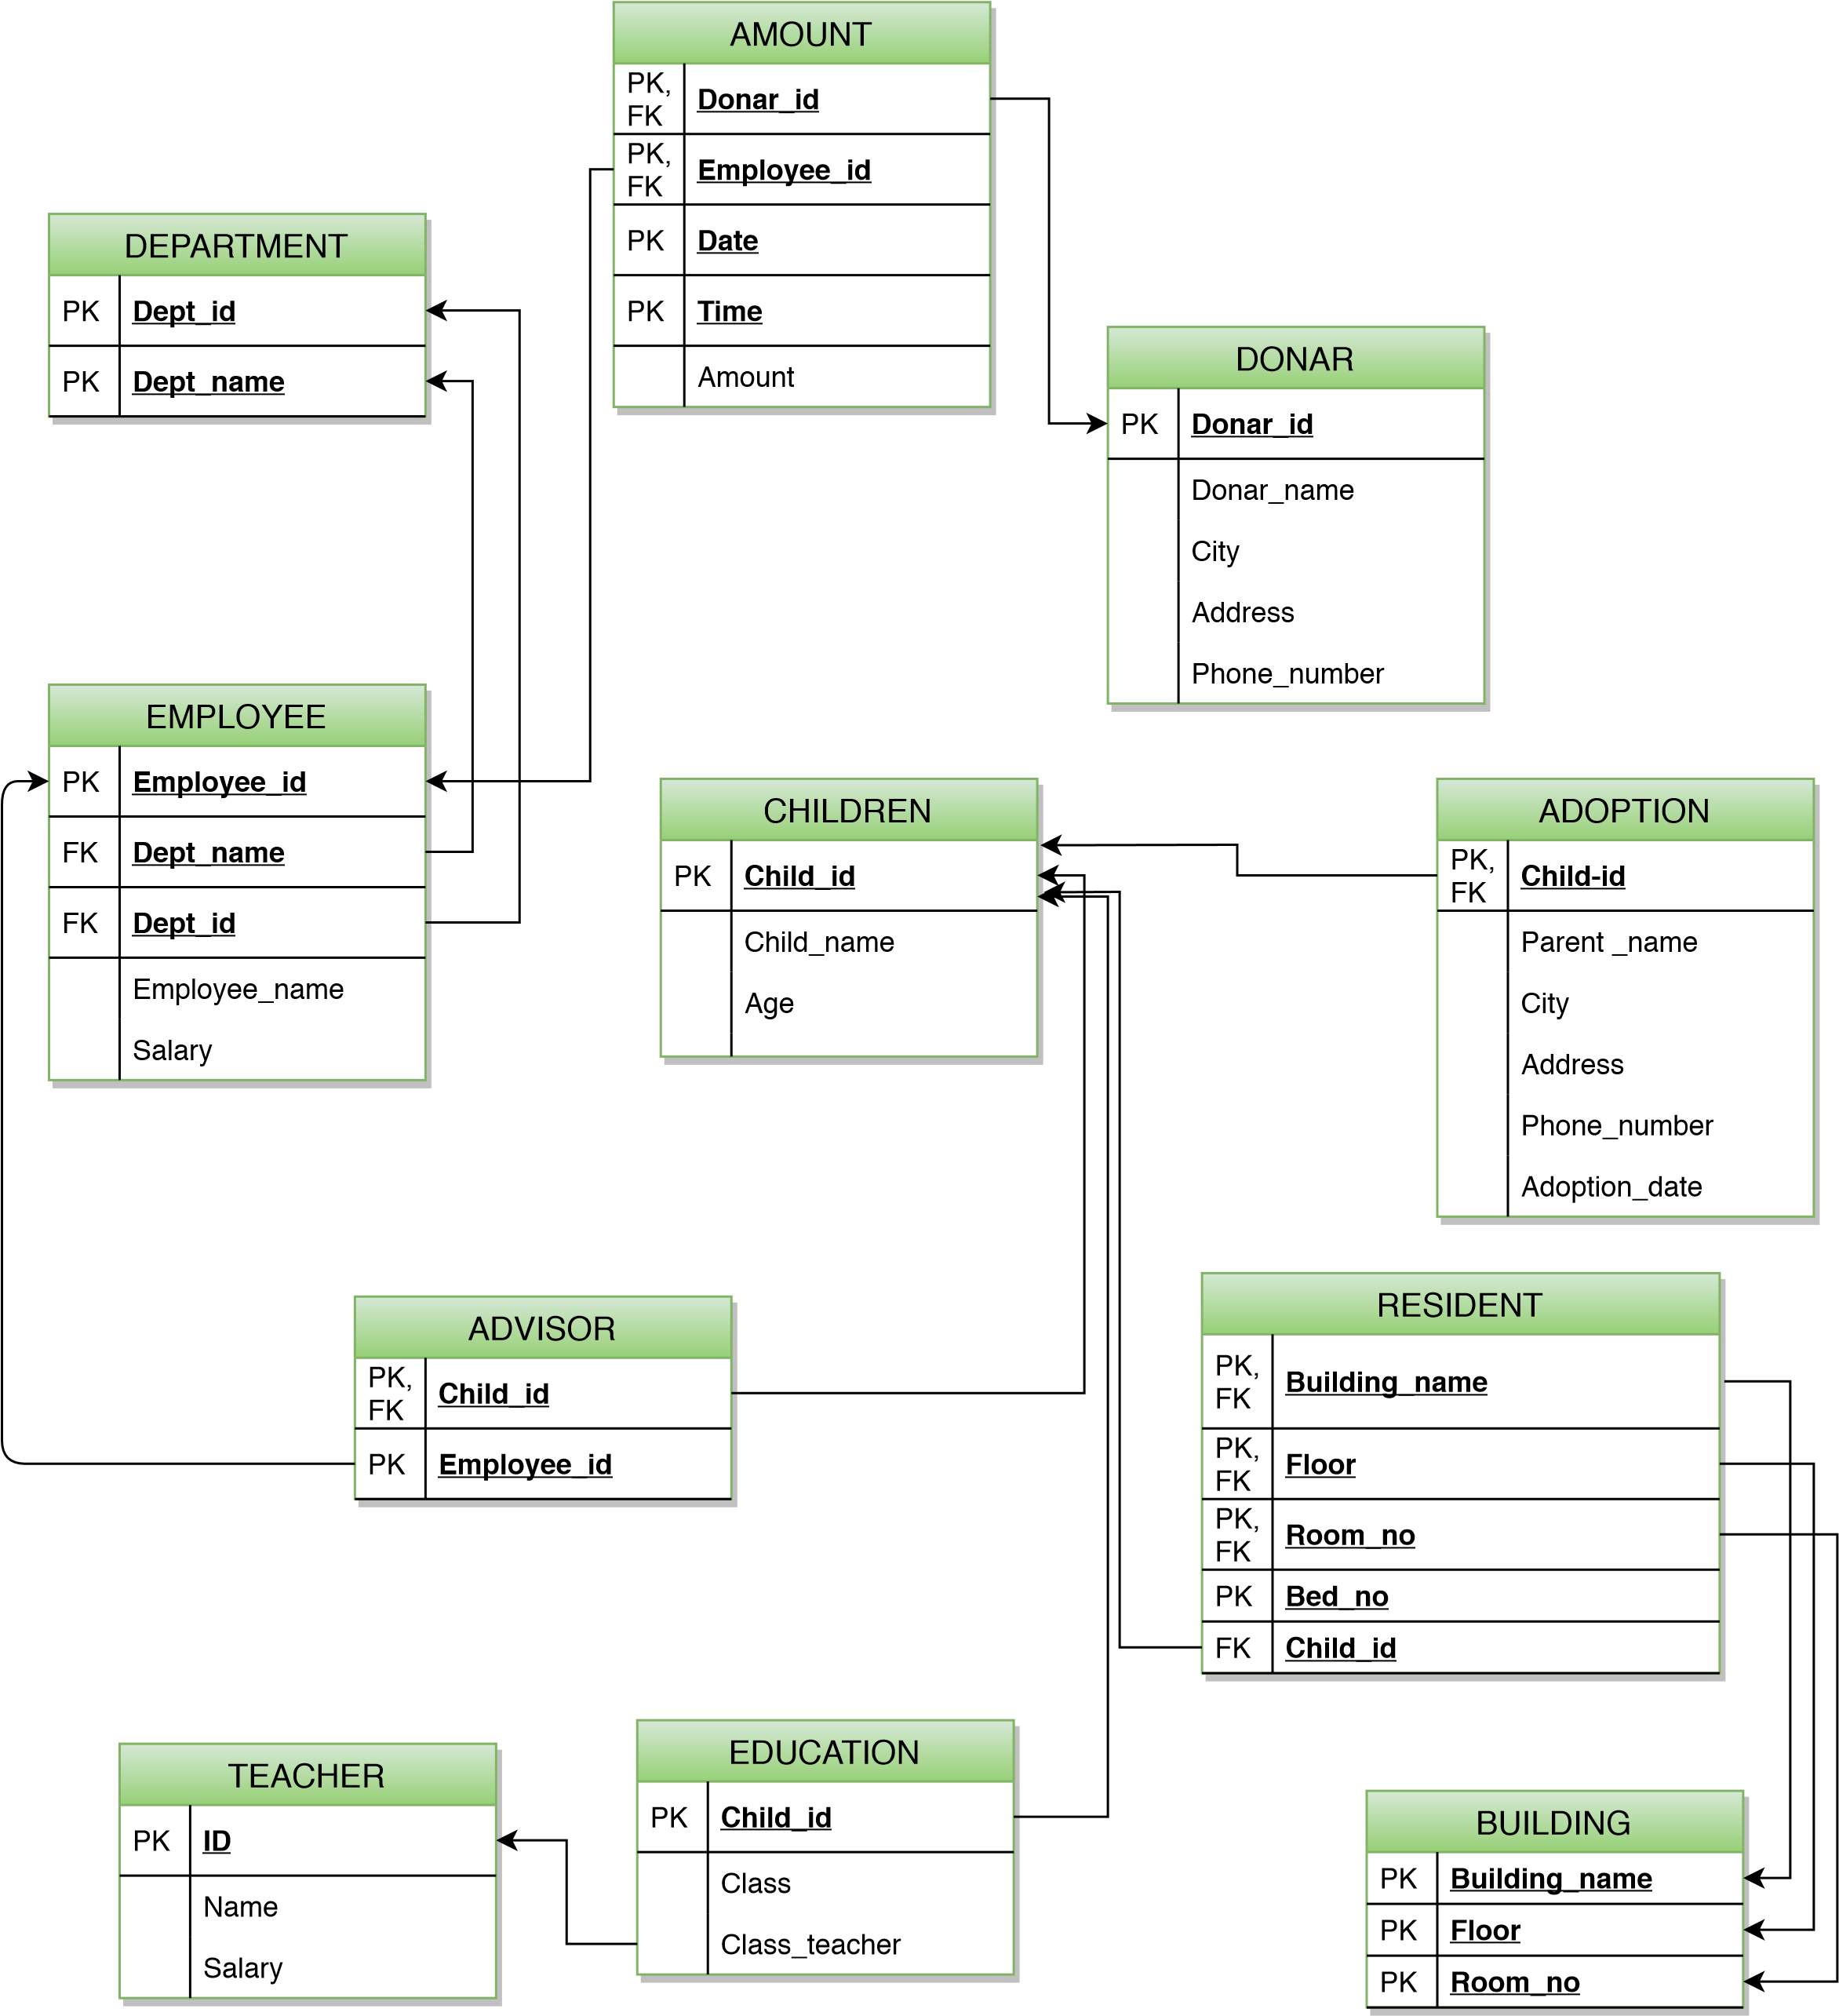 AMOUNT
PK,
FK
Donar_id
PK,
FK
Employee_id
PK
Date
PK
Time
Amount
DEPARTMENT
PK
Dept_id
PK
Dept_name
DONAR
PK
Donar_id
Donar_name
City
Address
Phone_number
EMPLOYEE
PK
Employee_id
FK
Dept_name
FK
Dept_id
Employee_name
Salary
CHILDREN
PK
Child_id
Child_name
Age
ADOPTION
PK,
FK
Child-id
Parent _name
City
Address
Phone_number
Adoption_date
ADVISOR
PK,
FK
Child_id
PK
Employee_id
RESIDENT
PK,
FK
Building_name
PK,
FK
Floor
PK,
FK
Room_no
PK
Bed_no
FK
Child_id
TEACHER
PK
ID
Name
Salary
EDUCATION
PK
Child_id
Class
Class_teacher
BUILDING
PK
Building_name
PK
Floor
PK
Room_no